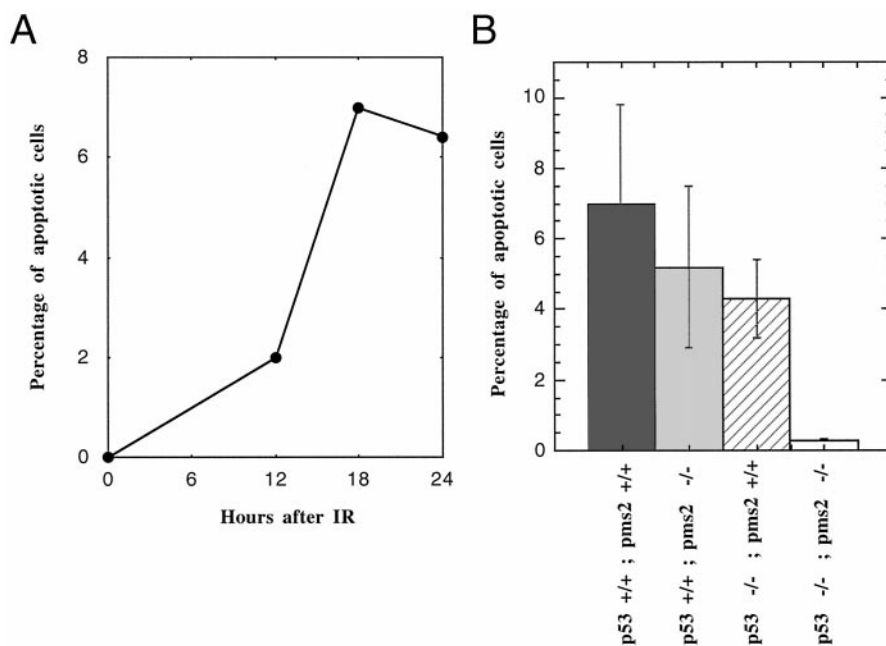 A
8
6
4
2
0
Percentage of apoptotic cells
0 6 12 18 24
Hours after IR
B
10
8
6
4
2
0
Percentage of apoptotic cells
p53 +/+ ; pms2 +/+
p53 +/+ ; pms2 -/-
p53 -/- ; pms2 +/+
p53 -/- ; pms2 -/-